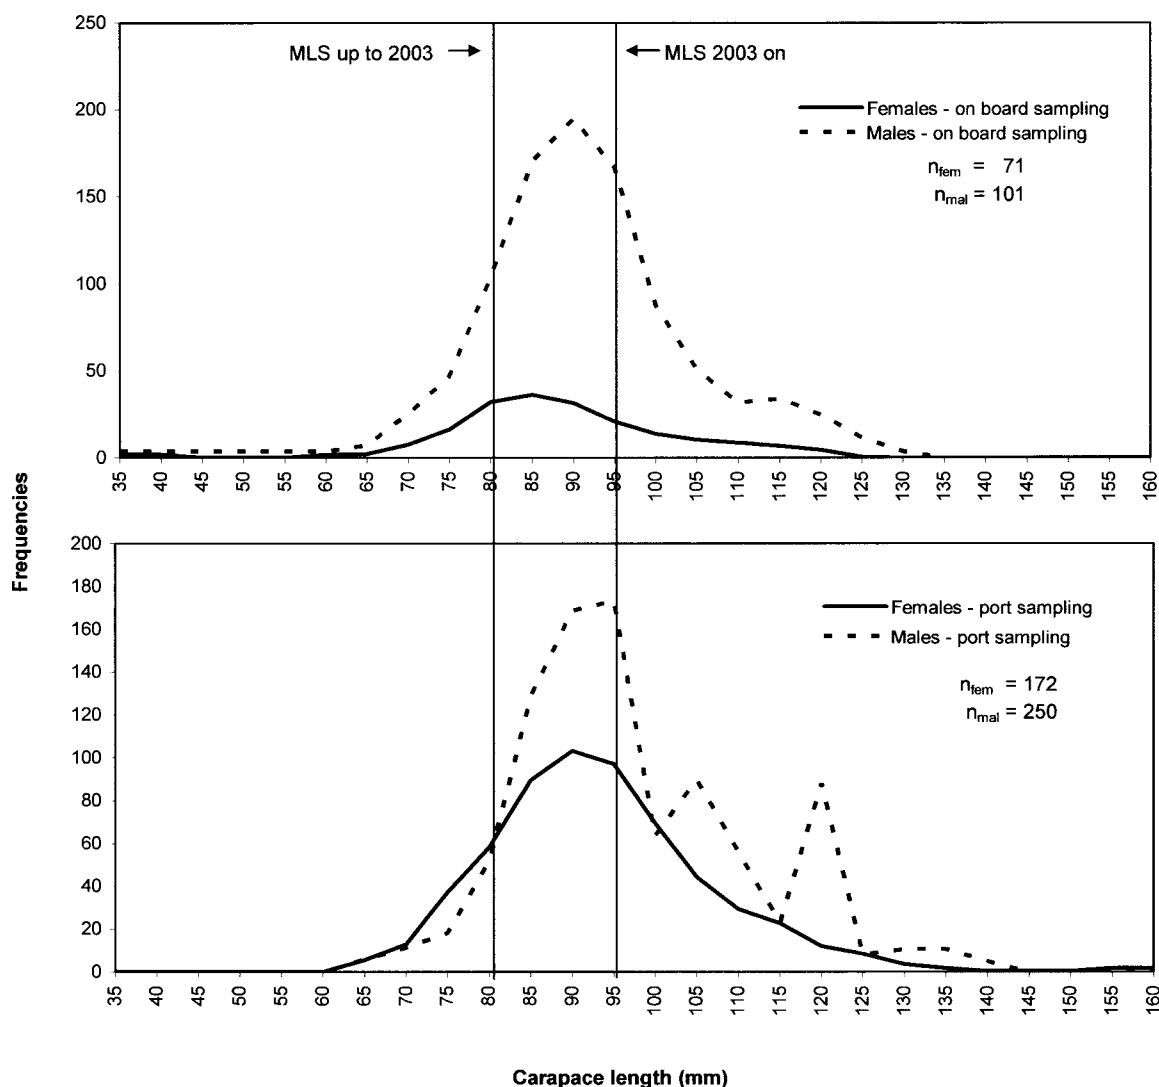 250
200
150
100
50
0
MLS up to 2003
MLS 2003 on
Females - on board sampling
Males - on board sampling
nfem = 71
nmal = 101
35 40 45 50 55 60 65 70 75 80 85 90 95 100 105 110 115 120 125 130 135 140 145 150 155 160
Frequencies
200
180
160
140
120
100
80
60
40
20
0
Females - port sampling
Males - port sampling
nfem = 172
nmal = 250
35 40 45 50 55 60 65 70 75 80 85 90 95 100 105 110 115 120 125 130 135 140 145 150 155 160
Carapace length (mm)